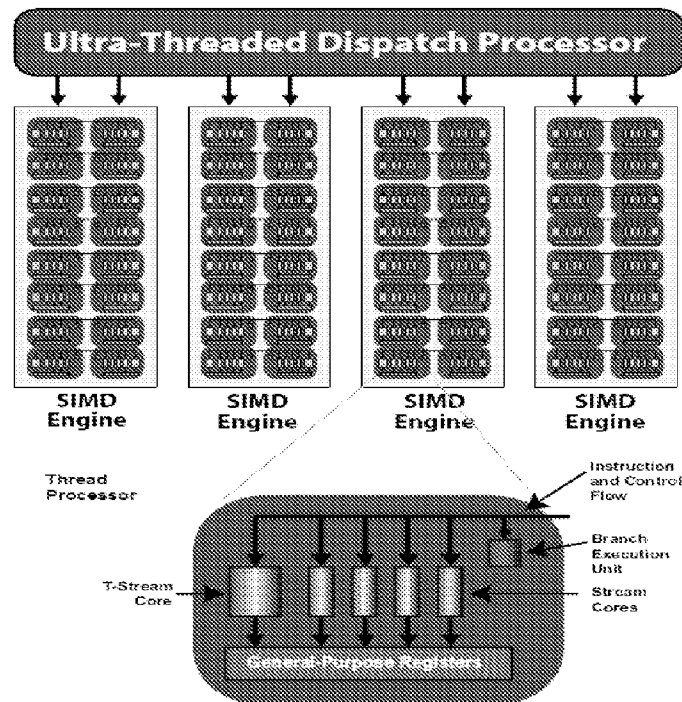 Ultra-Threaded Dispatch Processor
SIMD
Engine
SIMD
Engine
SIMD
Engine
SIMD
Engine
Thread
Processor
Instruction
and Control
Flow
Branch
Execution
Unit
T-Stream
Core
Stream
Cores
General-Purpose Registers